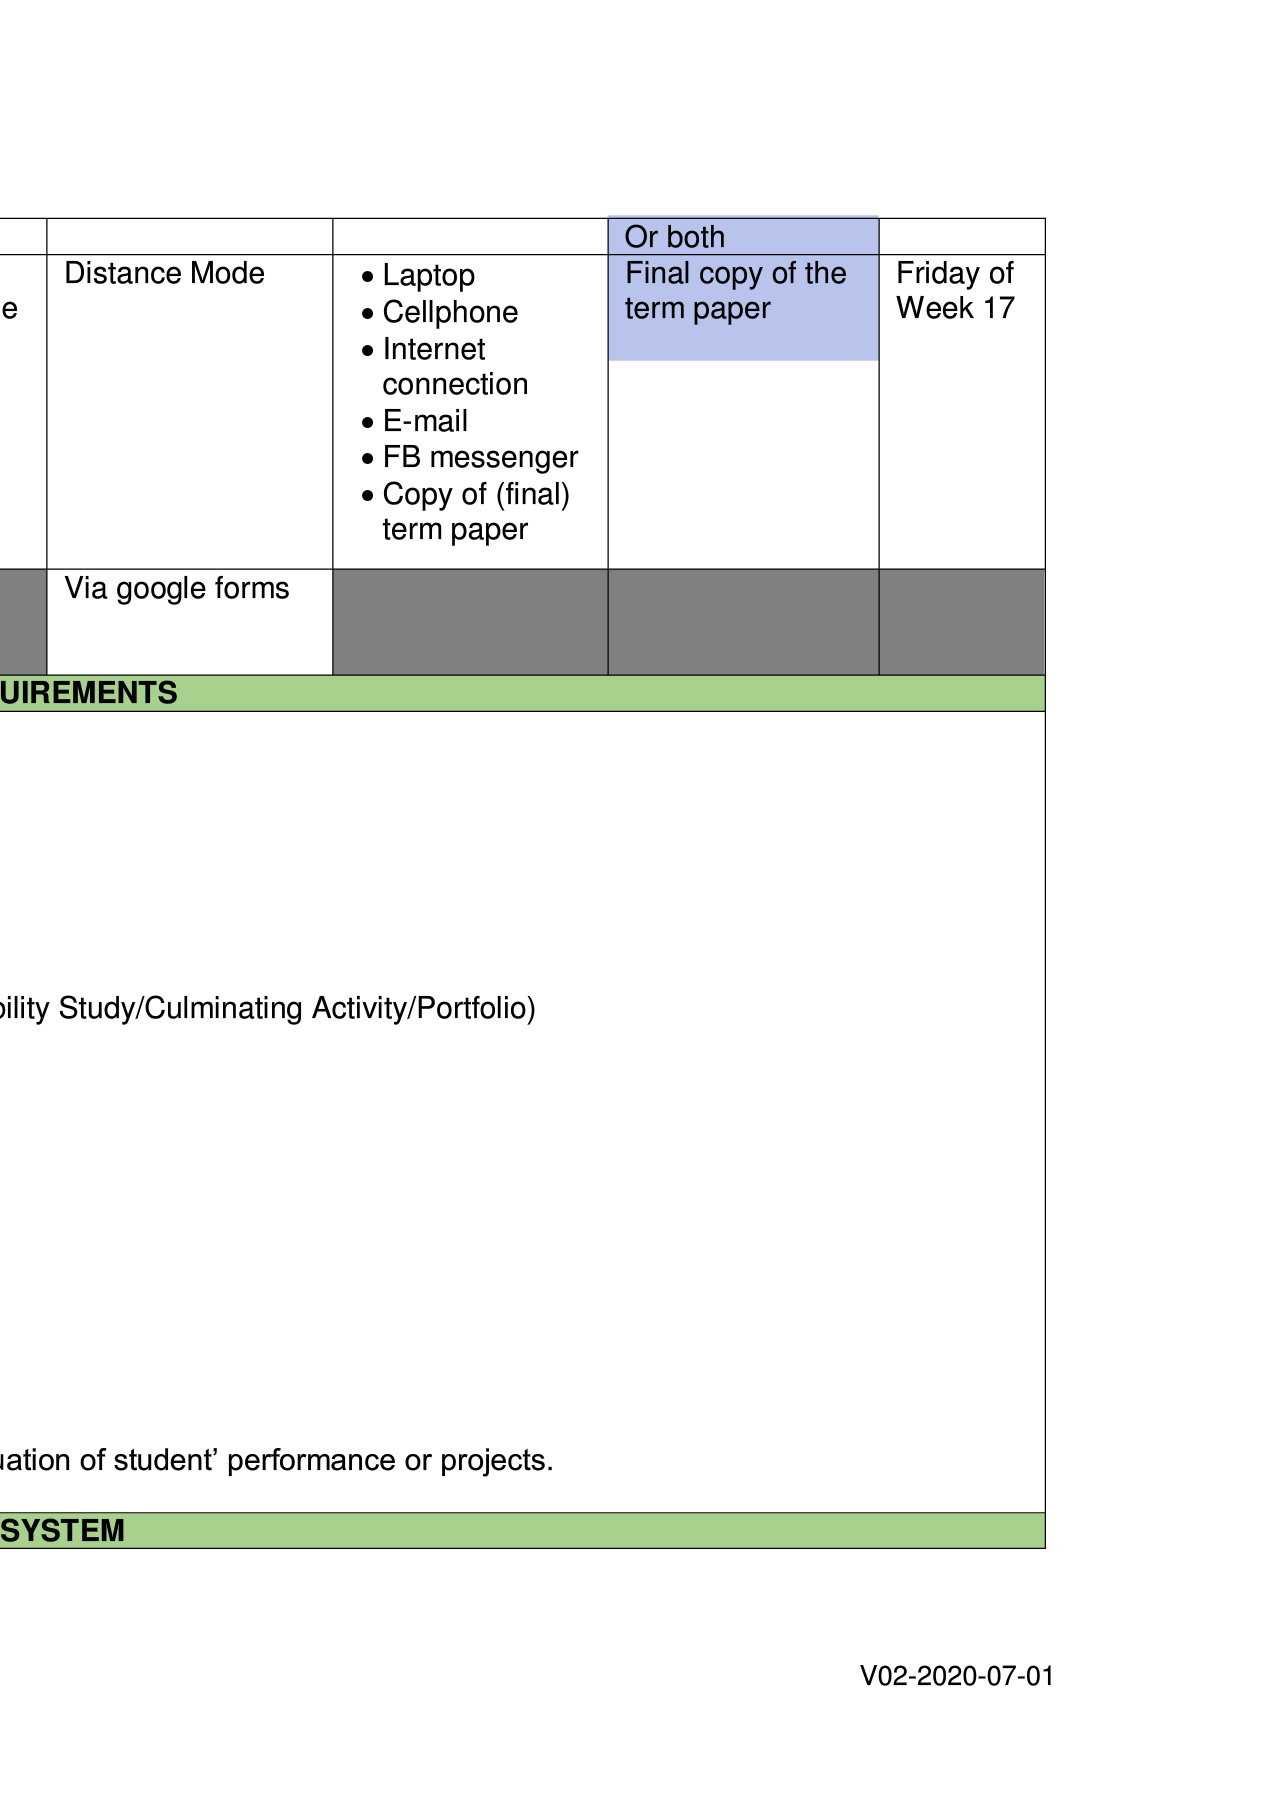 Or both
e
Distance Mode
• Laptop
• Cellphone
• Internet
connection
• E-mail
• FB messenger
• Copy of (final)
term paper
Final copy of the
term paper
Friday of
Week 17
Via google forms
UIREMENTS
bility Study/Culminating Activity/Portfolio)
uation of student’ performance or projects.
SYSTEM
V02-2020-07-01